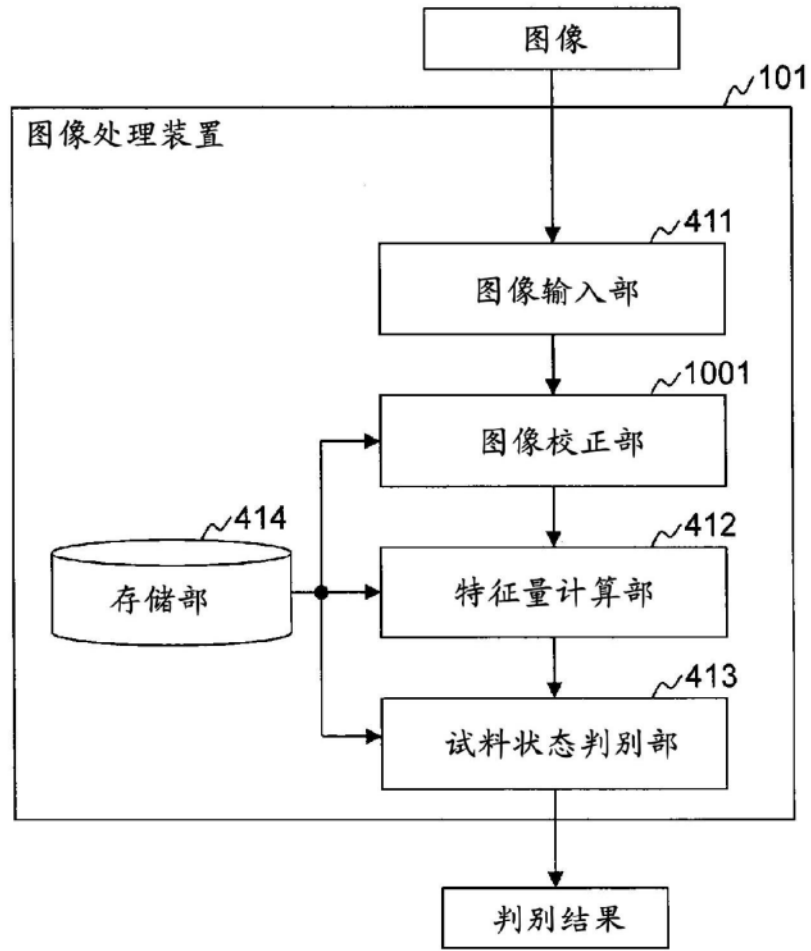 图像
101
图像处理装置
411
图像输入部
1001
图像校正部
414
存储部
412
特征量计算部
413
试料状态判别部
判别结果